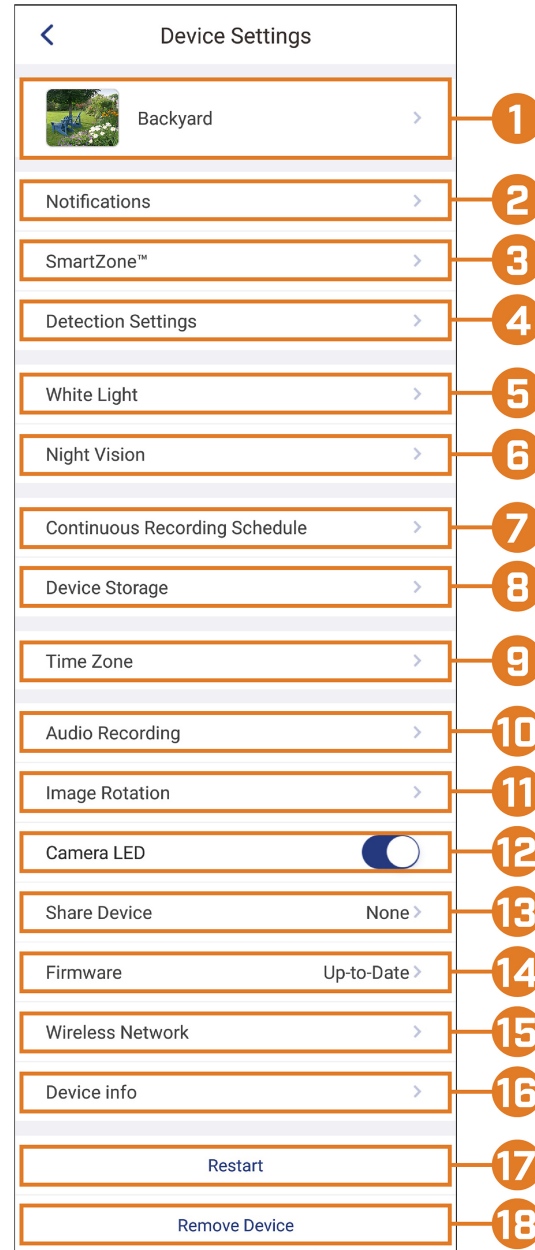 Device Settings
Backyard 1
Notifications 2
SmartZone™ 3
Detection Settings 4
White Light 5
Night Vision 6
Continuous Recording Schedule 7
Device Storage 8
Time Zone 9
Audio Recording 10
Image Rotation 11
Camera LED 12
Share Device None 13
Firmware Up-to-Date 14
Wireless Network 15
Device info 16
Restart 17
Remove Device 18